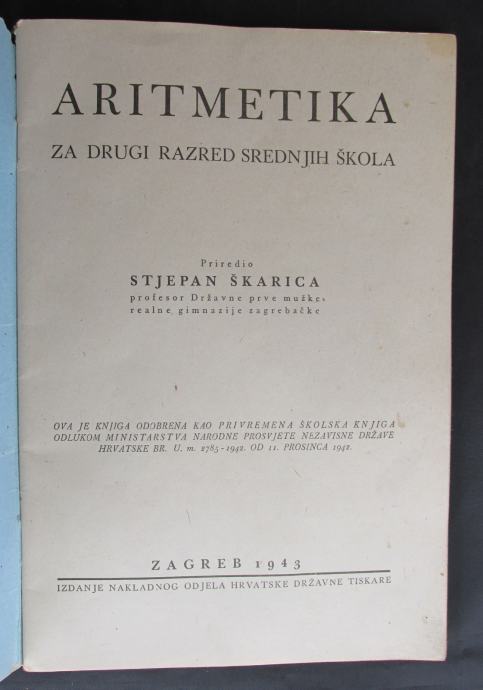 ARITMETIKA
ZA DRUGI RAZRED SREDNJIH ŠKOLA
Priredio
STJEPAN ŠKARICA
profesor Državne prve mužke
realne gimnazije zagrebačke
OVA JE KNJIGA ODOBRENA KAO PRIVREMENA ŠKOLSKA KNJIGA
ODLUKOM MINISTARSTVA NARODNE PROSVJETE NEZAVISNE DRŽAVE
HRVATSKE BR. U. m. 2785-1942. OD 11. PROSINCA 1942.
ZAGREB 1943
IZDANJE NAKLADNOG ODJELA HRVATSKE DRŽAVNE TISKARE